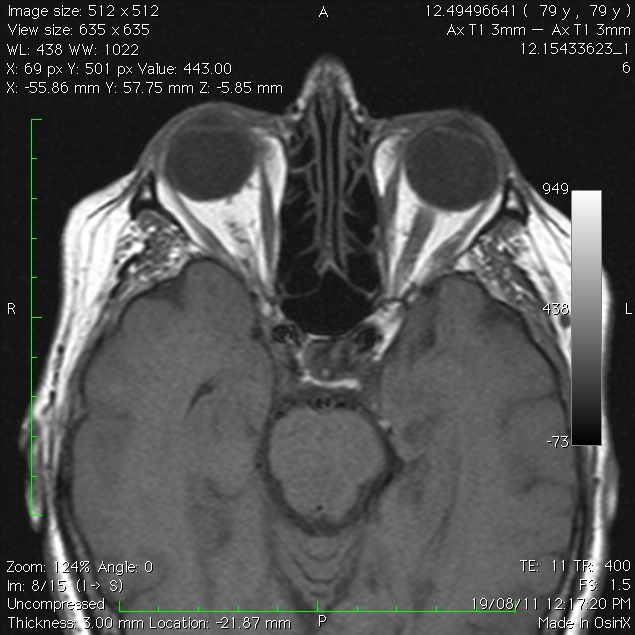 Image size: 512 x 512
View size: 635 x 635
WL: 438 WW: 1022
X: 69 px Y: 501 px Value: 443.00
X: -55.86 mm Y: 57.75 mm Z: -5.85 mm
A
12.49496641 ( 79 y , 79 y )
Ax T1 3mm — Ax T1 3mm
12.15433623_1
6
949
R
438
L
-73
Zoom: 124% Angle: 0
Im: 8/15 (I -> S)
Uncompressed
Thickness: 3.00 mm Location: -21.87 mm
P
TE: 11 TR: 400
FS: 1.5
19/08/11 12:17:20 PM
Made In OsiriX